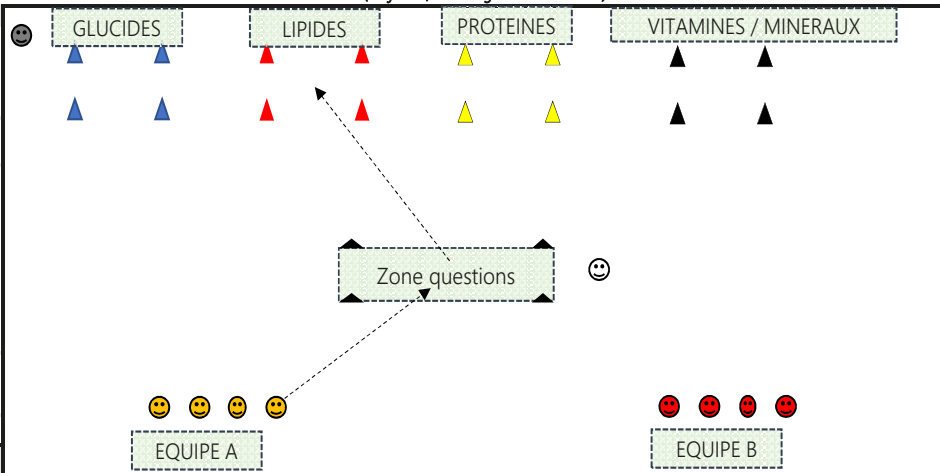 GLUCIDES
LIPIDES
PROTEINES
VITAMINES / MINERAUX
Zone questions
EQUIPE A
EQUIPE B